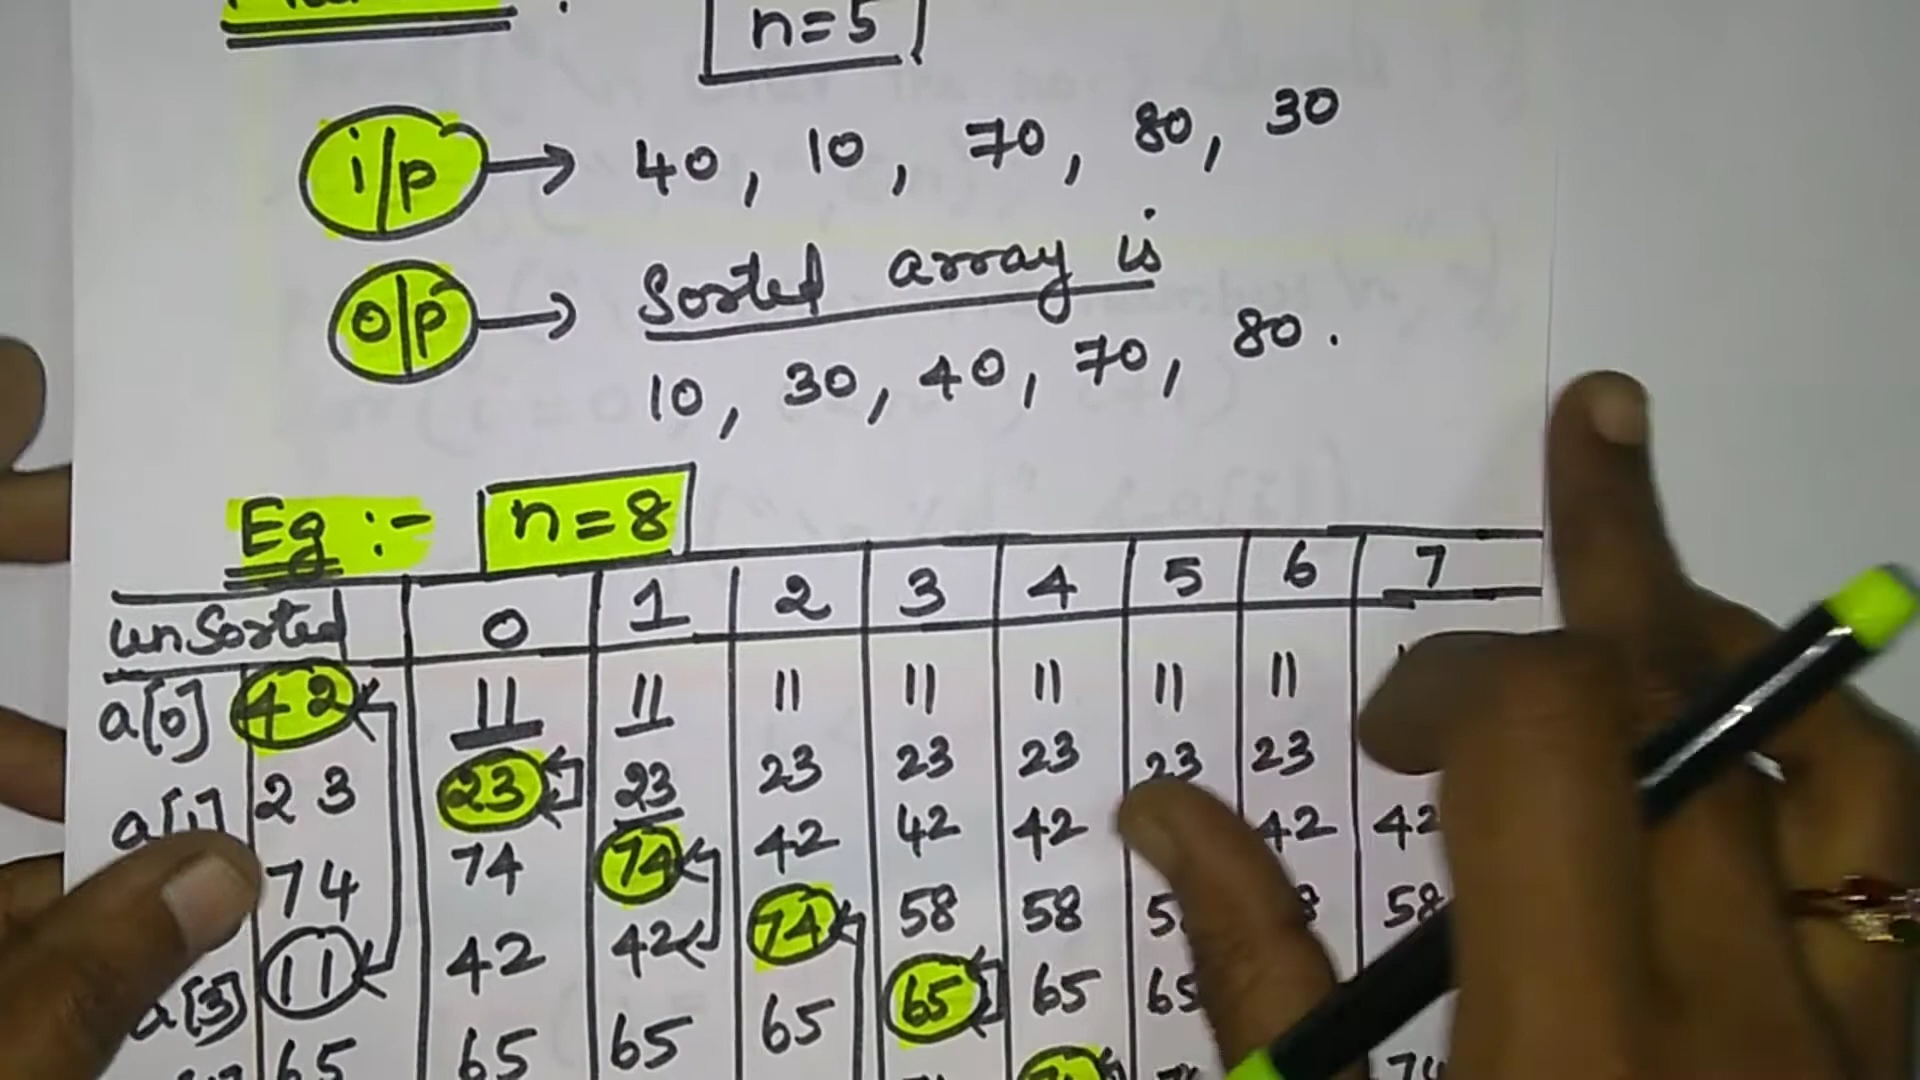 n=5
i/p → 40, 10, 70, 80, 30
o/p → Sorted array is
10, 30, 40, 70, 80.
Eg :- n=8
unSorted 0 1 2 3 4 5 6 7
a[0] 42 11 11 11 11 11 11 11
a[1] 23 23 23 23 23 23 23 23
74 74 74 42 42 42 42 42
a[3] 11 42 42 74 58 58 58
65 65 65 65 65 65 65
74